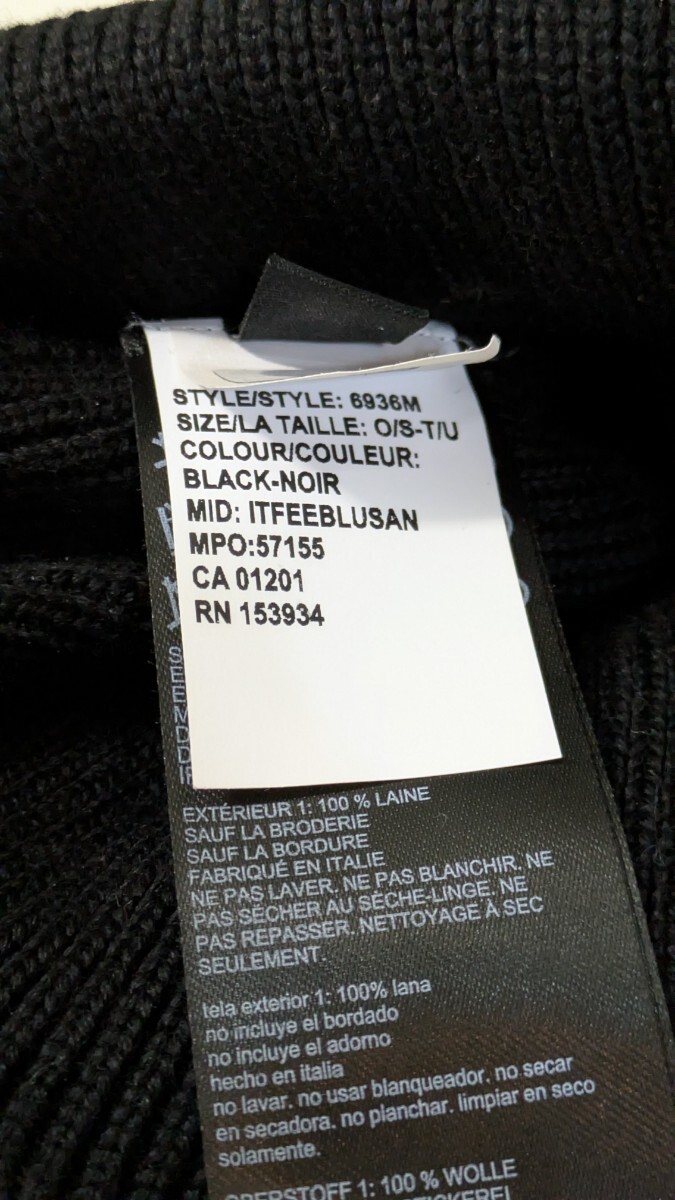 STYLE/STYLE: 6936M
SIZE/LA TAILLE: O/S-T/U
COLOUR/COULEUR:
BLACK-NOIR
MID: ITFEEBLUSAN
MPO:57155
CA 01201
RN 153934
EXTÉRIEUR 1: 100 % LAINE
SAUF LA BRODERIE
SAUF LA BORDURE
FABRIQUÉ EN ITALIE
NE PAS LAVER. NE PAS BLANCHIR. NE
PAS SÉCHER AU SÈCHE-LINGE. NE
PAS REPASSER. NETTOYAGE À SEC
SEULEMENT.
tela exterior 1: 100% lana
no incluye el bordado
no incluye el adorno
hecho en italia
no lavar. no usar blanqueador. no secar
en secadora. no planchar. limpiar en seco
solamente.
OBERSTOFF 1: 100 % WOLLE